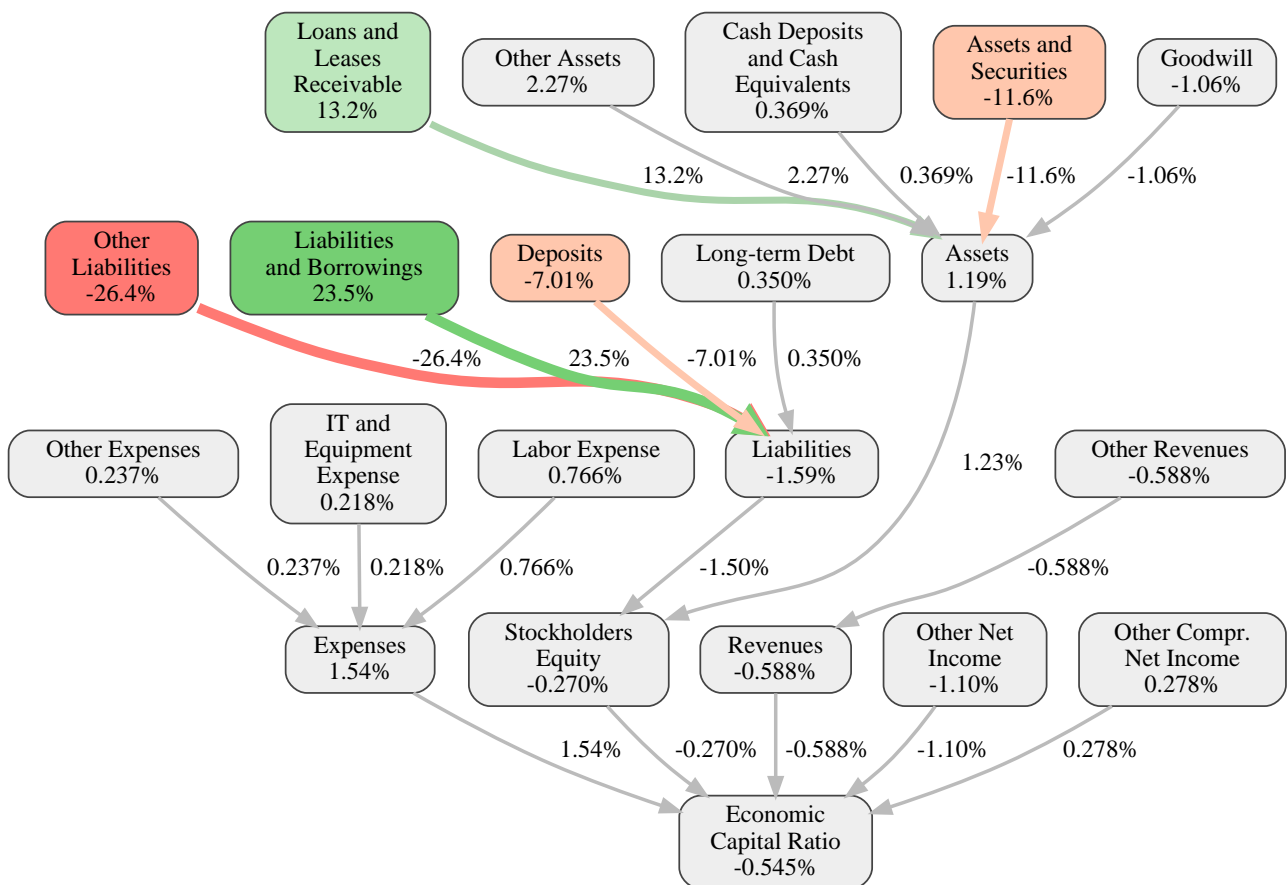 Loans and
Leases
Receivable
13.2%
Other Assets
2.27%
Cash Deposits
and Cash
Equivalents
0.369%
Assets and
Securities
-11.6%
Goodwill
-1.06%
13.2%
2.27%
0.369%
-11.6%
-1.06%
Other
Liabilities
-26.4%
Liabilities
and Borrowings
23.5%
Deposits
-7.01%
Long-term Debt
0.350%
Assets
1.19%
-26.4%
23.5%
-7.01%
0.350%
Other Expenses
0.237%
IT and
Equipment
Expense
0.218%
Labor Expense
0.766%
Liabilities
-1.59%
1.23%
Other Revenues
-0.588%
0.237%
0.218%
0.766%
-1.50%
-0.588%
Expenses
1.54%
Stockholders
Equity
-0.270%
Revenues
-0.588%
Other Net
Income
-1.10%
Other Compr.
Net Income
0.278%
1.54%
-0.270%
-0.588%
-1.10%
0.278%
Economic
Capital Ratio
-0.545%